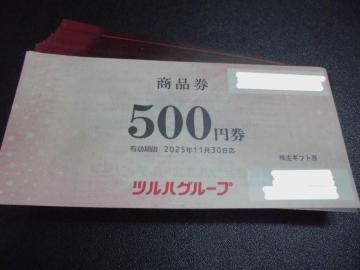 商品券
500円券
有効期限 2025年11月30日迄
株主ギフト券
ツルハグループ